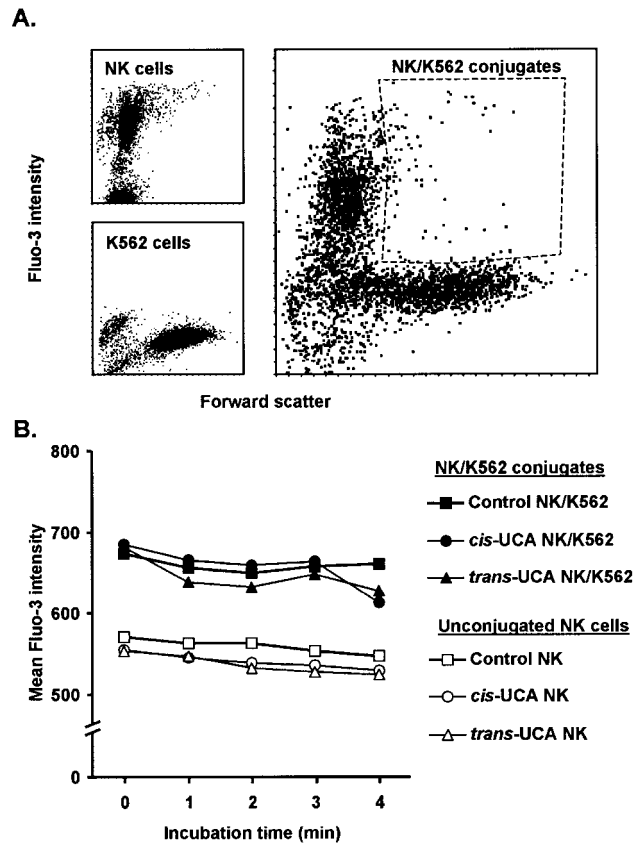 A.
NK cells
NK/K562 conjugates
K562 cells
Fluo-3 intensity
Forward scatter
B.
800
700
600
500
0
Mean Fluo-3 intensity
0 1 2 3 4
Incubation time (min)
NK/K562 conjugates
Control NK/K562
cis-UCA NK/K562
trans-UCA NK/K562
Unconjugated NK cells
Control NK
cis-UCA NK
trans-UCA NK